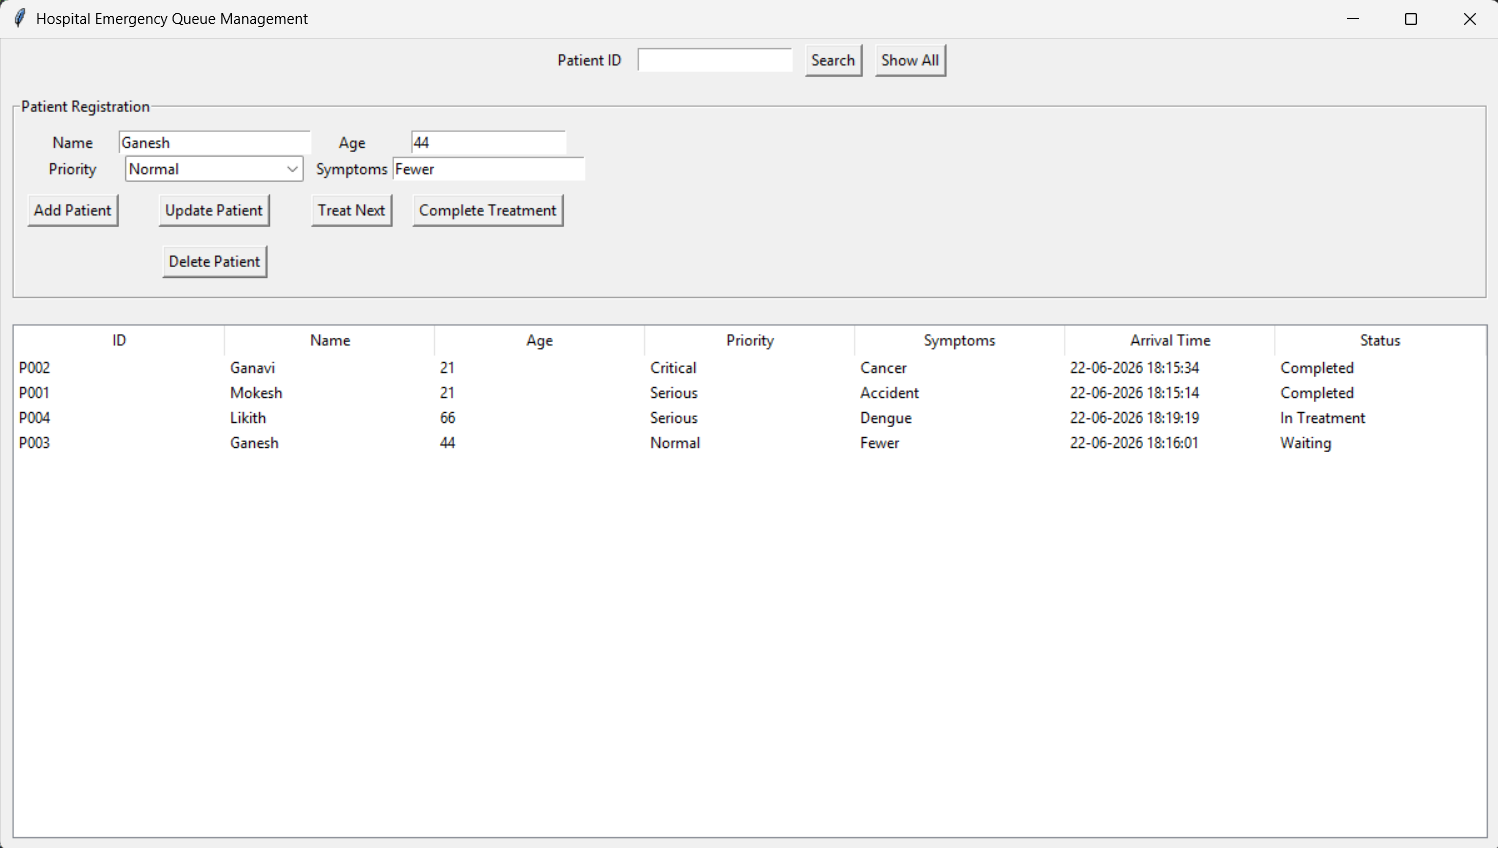 Hospital Emergency Queue Management
Patient ID Search Show All
Patient Registration
Name Ganesh Age 44
Priority Normal Symptoms Fewer
Add Patient Update Patient Treat Next Complete Treatment
Delete Patient
ID Name Age Priority Symptoms Arrival Time Status
P002 Ganavi 21 Critical Cancer 22-06-2026 18:15:34 Completed
P001 Mokesh 21 Serious Accident 22-06-2026 18:15:14 Completed
P004 Likith 66 Serious Dengue 22-06-2026 18:19:19 In Treatment
P003 Ganesh 44 Normal Fewer 22-06-2026 18:16:01 Waiting